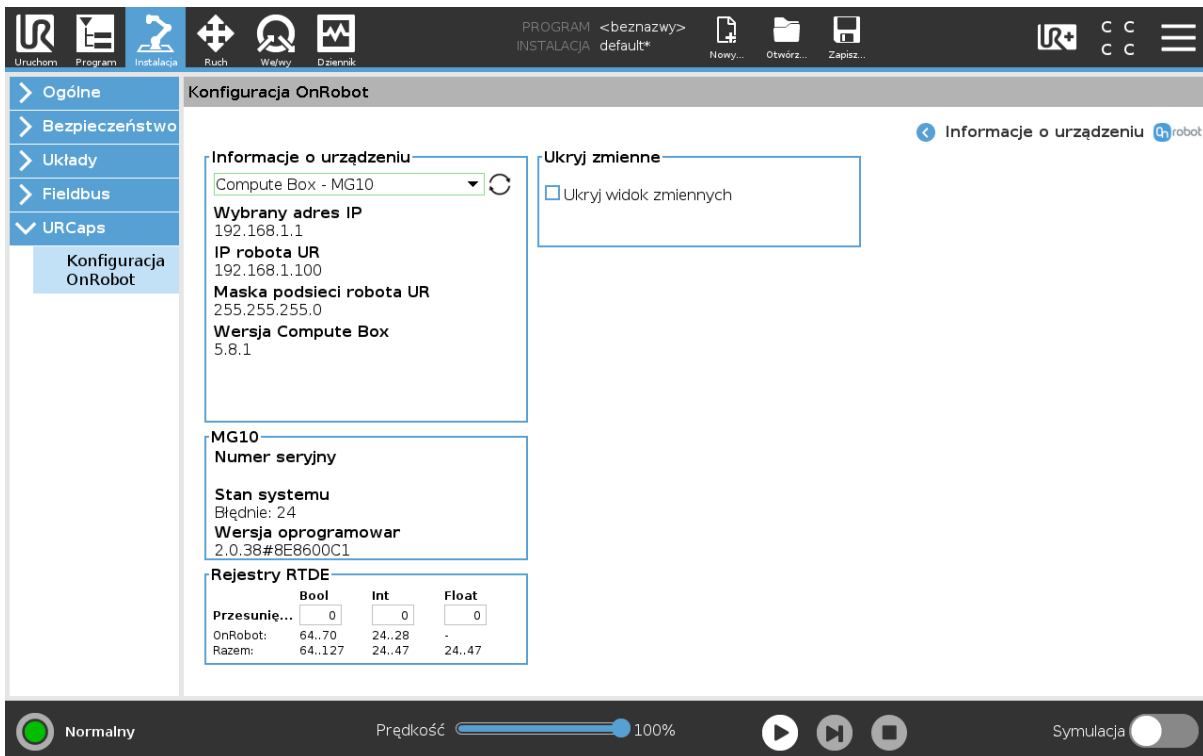 PROGRAM <beznazwy>
INSTALACJA default*
UR
UR+
C C
C C
Uruchom Program Instalacja Ruch We/wy Dziennik Nowy... Otwórz... Zapisz...
Ogólne
Bezpieczeństwo
Układy
Fieldbus
URCaps
Konfiguracja
OnRobot
Konfiguracja OnRobot
Informacje o urządzeniu On robot
Informacje o urządzeniu
Compute Box - MG10
Wybrany adres IP
192.168.1.1
IP robota UR
192.168.1.100
Maska podsieci robota UR
255.255.255.0
Wersja Compute Box
5.8.1
Ukryj zmienne
Ukryj widok zmiennych
MG10
Numer seryjny
Stan systemu
Błędnie: 24
Wersja oprogramowar
2.0.38#8E8600C1
Rejestry RTDE
Bool Int Float
Przesunię... 0 0 0
OnRobot: 64..70 24..28 -
Razem: 64..127 24..47 24..47
Normalny Prędkość 100% Symulacja